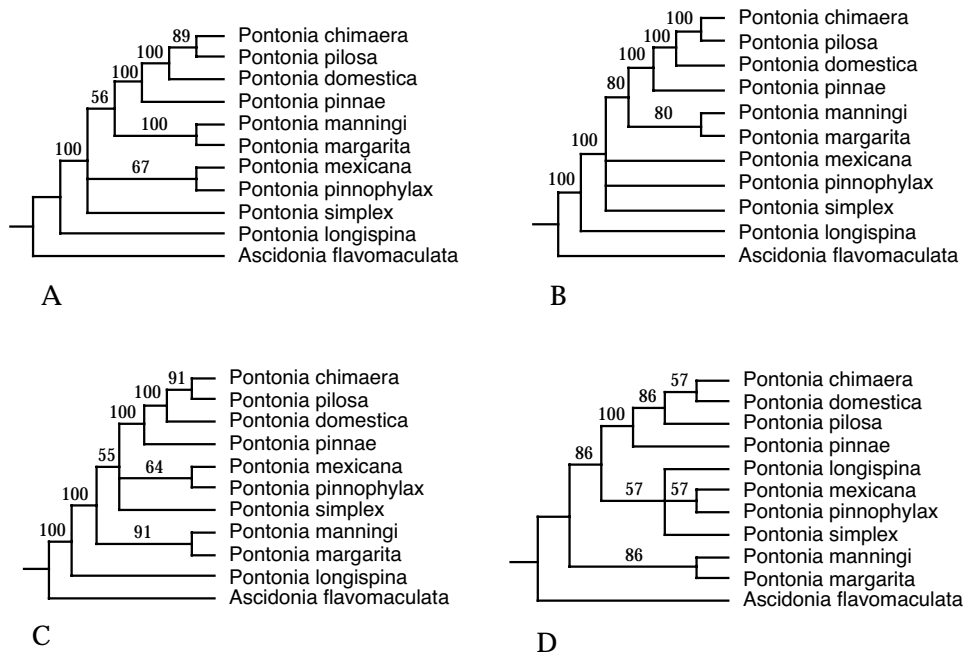 89
Pontonia chimaera
100
Pontonia pilosa
100
Pontonia domestica
56
Pontonia pinnae
100
Pontonia manningi
Pontonia margarita
100
67
Pontonia mexicana
Pontonia pinnophylax
Pontonia simplex
Pontonia longispina
Ascidonia flavomaculata
A
100
Pontonia chimaera
100
Pontonia pilosa
100
Pontonia domestica
80
Pontonia pinnae
80
Pontonia manningi
Pontonia margarita
100
Pontonia mexicana
100
Pontonia pinnophylax
Pontonia simplex
Pontonia longispina
Ascidonia flavomaculata
B
91
Pontonia chimaera
100
Pontonia pilosa
100
Pontonia domestica
55
Pontonia pinnae
64
Pontonia mexicana
Pontonia pinnophylax
100
Pontonia simplex
100
91
Pontonia manningi
Pontonia margarita
Pontonia longispina
Ascidonia flavomaculata
C
57
Pontonia chimaera
86
Pontonia domestica
100
Pontonia pilosa
86
Pontonia pinnae
Pontonia longispina
57
57
Pontonia mexicana
Pontonia pinnophylax
Pontonia simplex
86
Pontonia manningi
Pontonia margarita
Ascidonia flavomaculata
D